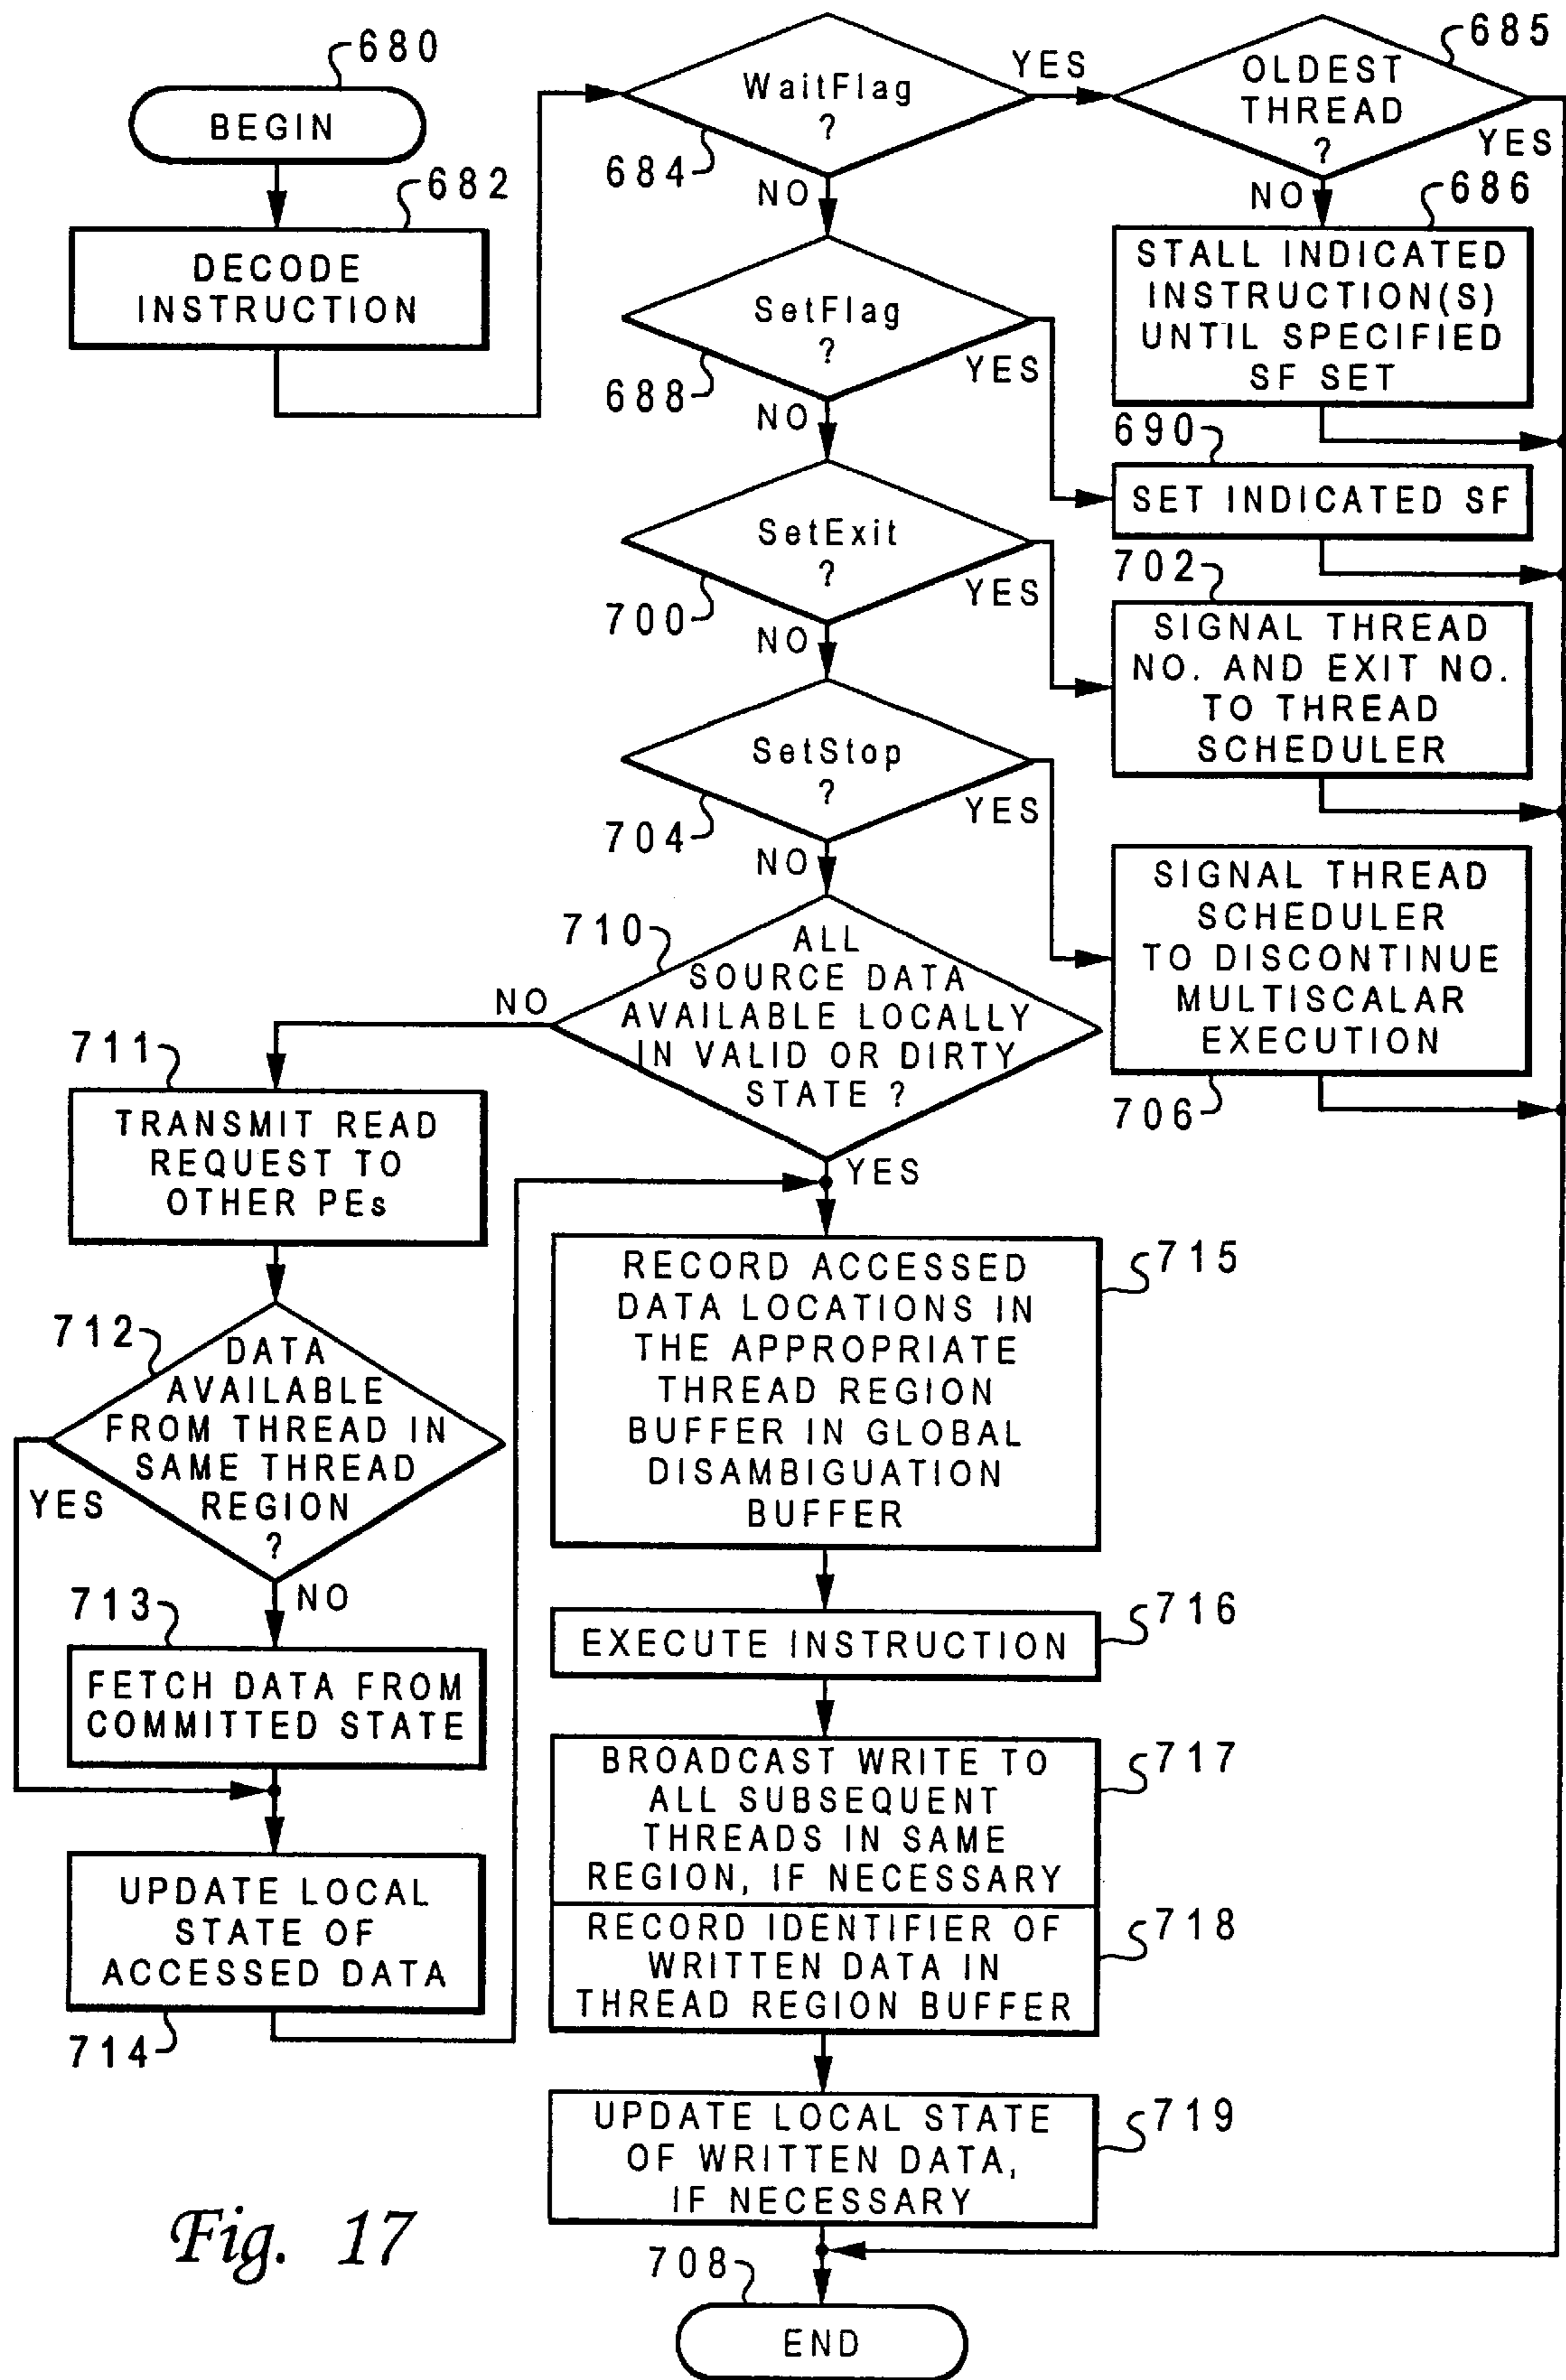 680
BEGIN
682
DECODE
INSTRUCTION
WaitFlag
?
684
YES
NO
685
OLDEST
THREAD
?
YES
NO
686
STALL INDICATED
INSTRUCTION(S)
UNTIL SPECIFIED
SF SET
SetFlag
?
688
YES
NO
690
SET INDICATED SF
SetExit
?
700
YES
NO
702
SIGNAL THREAD
NO. AND EXIT NO.
TO THREAD
SCHEDULER
SetStop
?
704
YES
NO
SIGNAL THREAD
SCHEDULER
TO DISCONTINUE
MULTISCALAR
EXECUTION
706
710
ALL
SOURCE DATA
AVAILABLE LOCALLY
IN VALID OR DIRTY
STATE ?
NO
YES
711
TRANSMIT READ
REQUEST TO
OTHER PEs
712
DATA
AVAILABLE
FROM THREAD IN
SAME THREAD
REGION
?
YES
NO
713
FETCH DATA FROM
COMMITTED STATE
UPDATE LOCAL
STATE OF
ACCESSED DATA
714
RECORD ACCESSED
DATA LOCATIONS IN
THE APPROPRIATE
THREAD REGION
BUFFER IN GLOBAL
DISAMBIGUATION
BUFFER
715
EXECUTE INSTRUCTION
716
BROADCAST WRITE TO
ALL SUBSEQUENT
THREADS IN SAME
REGION, IF NECESSARY
717
RECORD IDENTIFIER OF
WRITTEN DATA IN
THREAD REGION BUFFER
718
UPDATE LOCAL STATE
OF WRITTEN DATA,
IF NECESSARY
719
708
END
Fig. 17